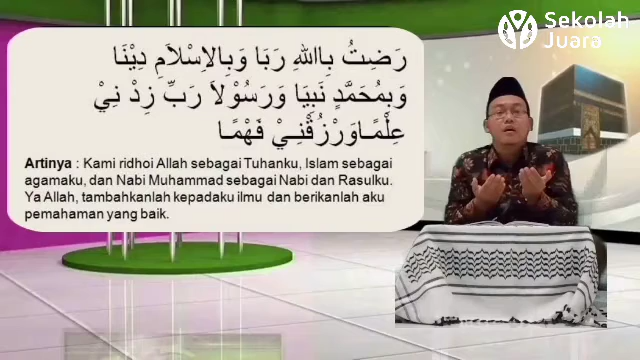 Sekolah
Juara
رَضِتُ بِاللهِ رَبَا وَبِالاِسْلَامِ دِيْنَا
وَبِمُحَمَّدٍ نَبِيَا وَرَسُوْلاَ رَبِّ زِدْ نِيْ
عِلْمًاوَرْزُقْنِيْ فَهْمًا
Artinya : Kami ridhoi Allah sebagai Tuhanku, Islam sebagai
agamaku, dan Nabi Muhammad sebagai Nabi dan Rasulku.
Ya Allah, tambahkanlah kepadaku ilmu dan berikanlah aku
pemahaman yang baik.